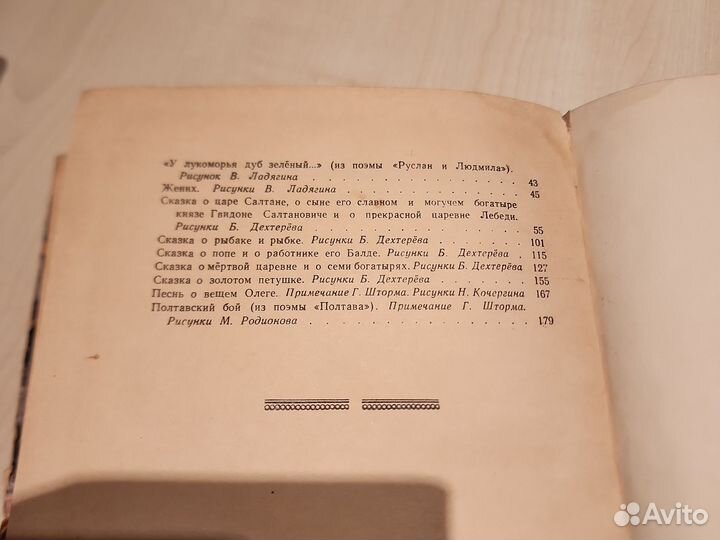 «У лукоморья дуб зелёный...» (из поэмы «Руслан и Людмила»).
Рисунок В. Ладягина . . . . . . . . . . . . . . 43
Жених. Рисунки В. Ладягина . . . . . . . . . . . . . 45
Сказка о царе Салтане, о сыне его славном и могучем богатыре
князе Гвидоне Салтановиче и о прекрасной царевне Лебеди.
Рисунки Б. Дехтерёва . . . . . . . . . . . . . 55
Сказка о рыбаке и рыбке. Рисунки Б. Дехтерёва . . . . . . 101
Сказка о попе и о работнике его Балде. Рисунки Б. Дехтерёва . 115
Сказка о мёртвой царевне и о семи богатырях. Рисунки Б. Дехтерёва 127
Сказка о золотом петушке. Рисунки Б. Дехтерёва . . . . . . 155
Песнь о вещем Олеге. Примечание Г. Шторма. Рисунки Н. Кочергина 167
Полтавский бой (из поэмы «Полтава»). Примечание Г. Шторма.
Рисунки М. Родионова . . . . . . . . . . . . . 179
Avito